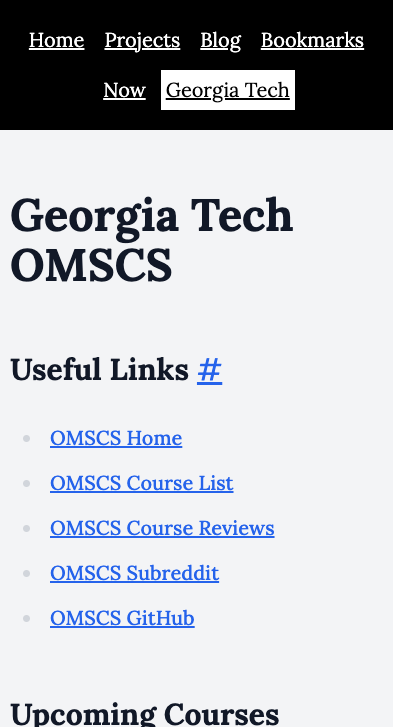 Home Projects Blog Bookmarks
Now Georgia Tech
Georgia Tech
OMSCS
Useful Links #
OMSCS Home
OMSCS Course List
OMSCS Course Reviews
OMSCS Subreddit
OMSCS GitHub
Upcoming Courses